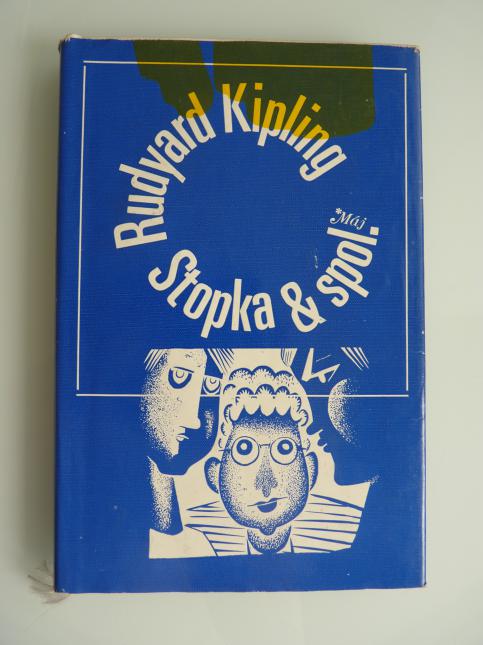 Rudyard Kipling
Stopka & spol.
*Máj